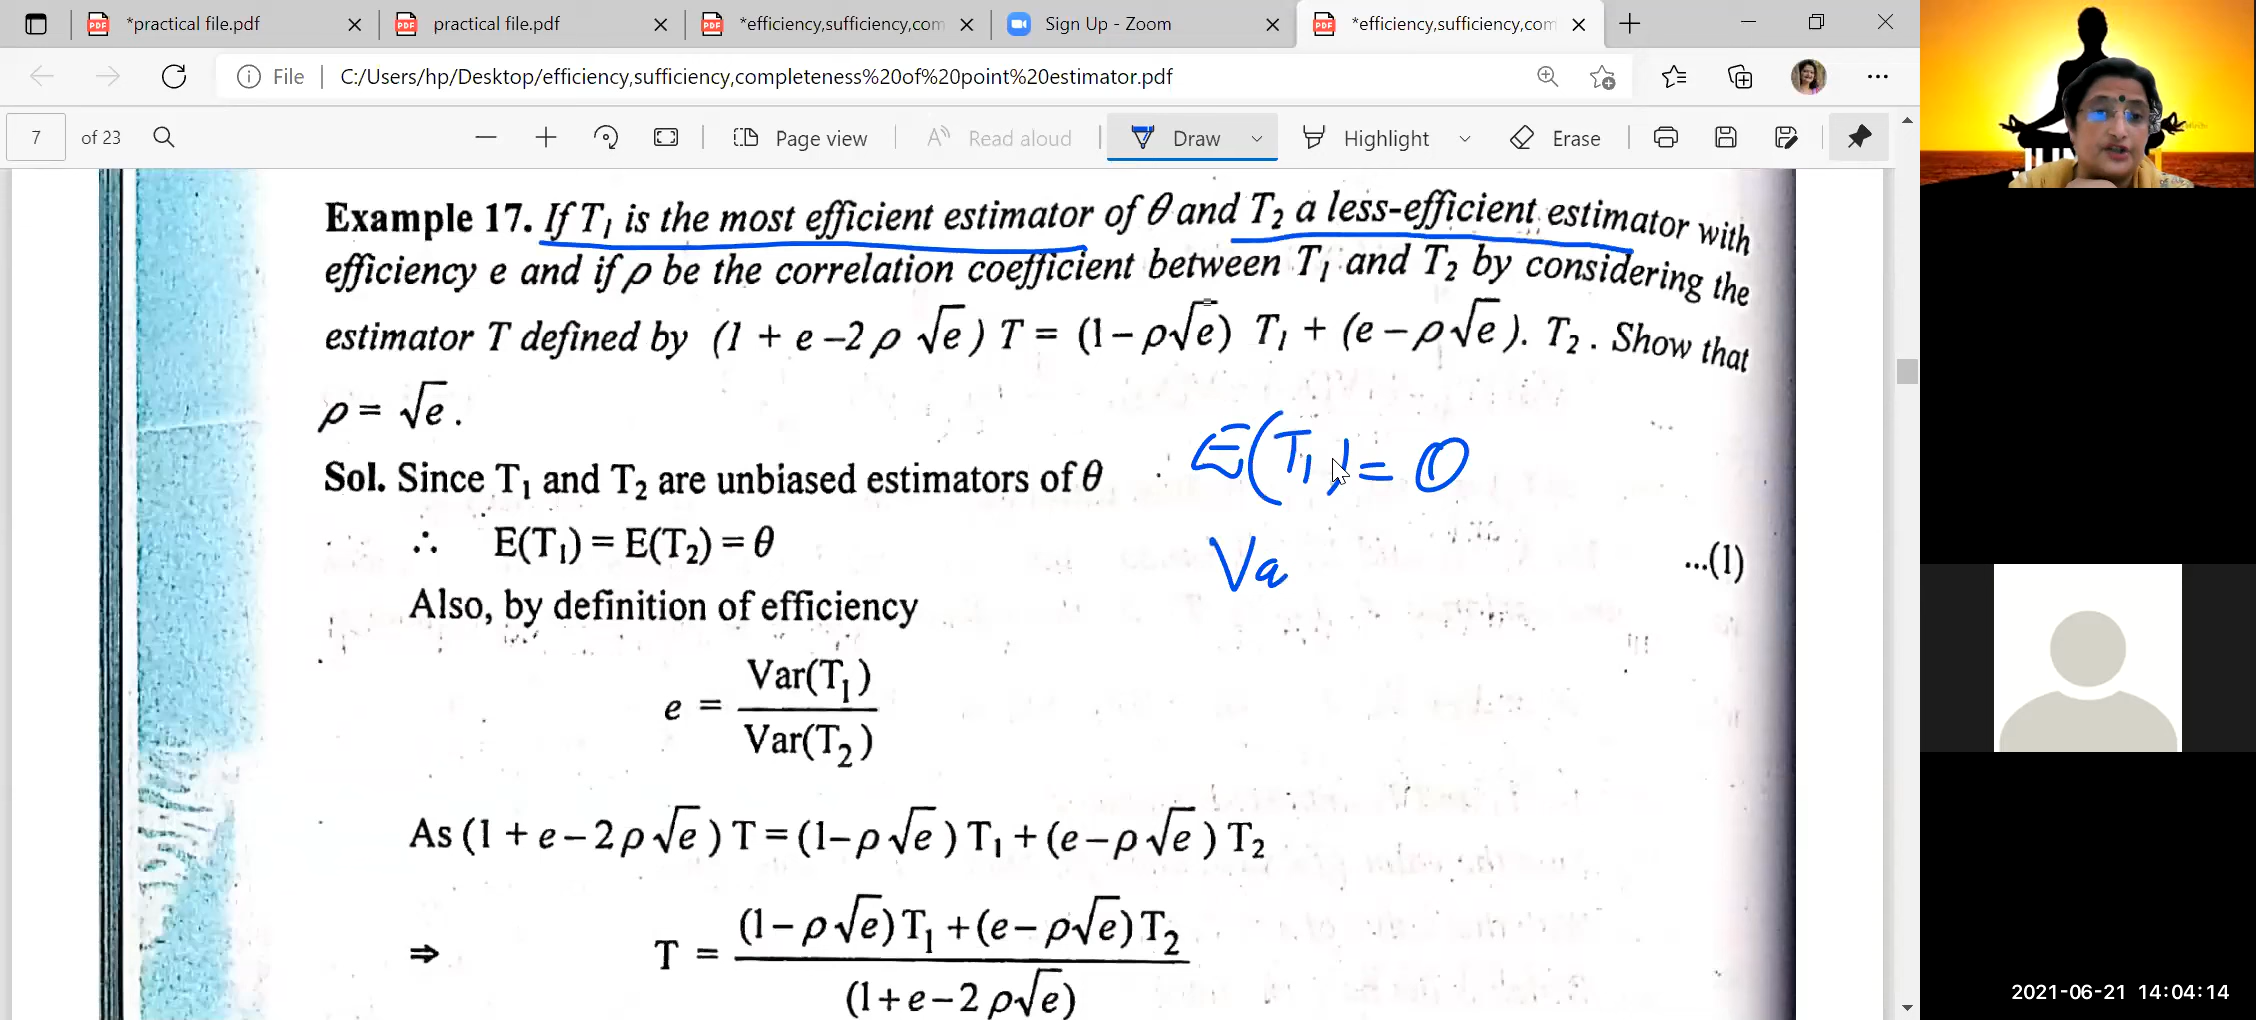 *practical file.pdf
practical file.pdf
*efficiency,sufficiency,com
Sign Up - Zoom
*efficiency,sufficiency,com
File
C:/Users/hp/Desktop/efficiency,sufficiency,completeness%20of%20point%20estimator.pdf
7 of 23
Page view
Read aloud
Draw
Highlight
Erase
Example 17. If T₁ is the most efficient estimator of θ and T₂ a less-efficient estimator with
efficiency e and if ρ be the correlation coefficient between T₁ and T₂ by considering the
estimator T defined by (1 + e – 2ρ √e) T = (1 – ρ√e) T₁ + (e – ρ√e). T₂. Show that
ρ = √e.
E(T₁) = θ
Sol. Since T₁ and T₂ are unbiased estimators of θ
∴ E(T₁) = E(T₂) = θ ...(1)
Va
Also, by definition of efficiency
e = Var(T₁) / Var(T₂)
As (1 + e – 2ρ√e) T = (1 – ρ√e) T₁ + (e – ρ√e) T₂
⇒ T = (1 – ρ√e) T₁ + (e – ρ√e) T₂ / (1 + e – 2ρ√e)
2021-06-21 14:04:14